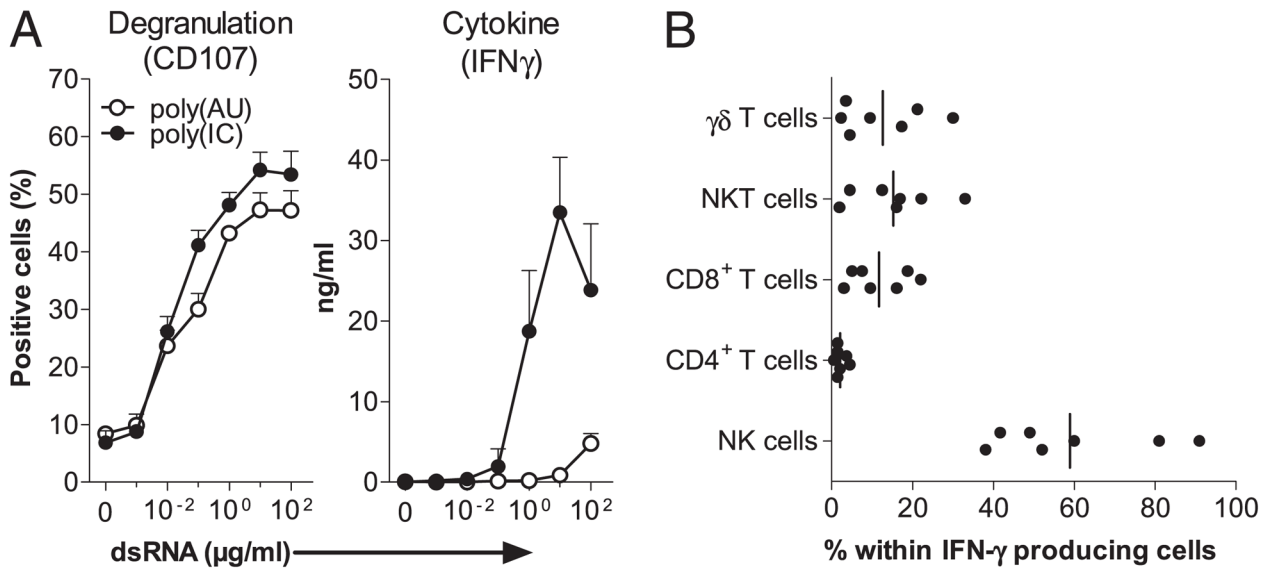 A
Degranulation
(CD107)
Cytokine
(IFNγ)
B
poly(AU)
poly(IC)
Positive cells (%)
70
60
50
40
30
20
10
0
0
10-2
100
102
ng/ml
50
40
30
20
10
0
0
10-2
100
102
dsRNA (µg/ml)
γδ T cells
NKT cells
CD8+ T cells
CD4+ T cells
NK cells
0
20
40
60
80
100
% within IFN-γ producing cells